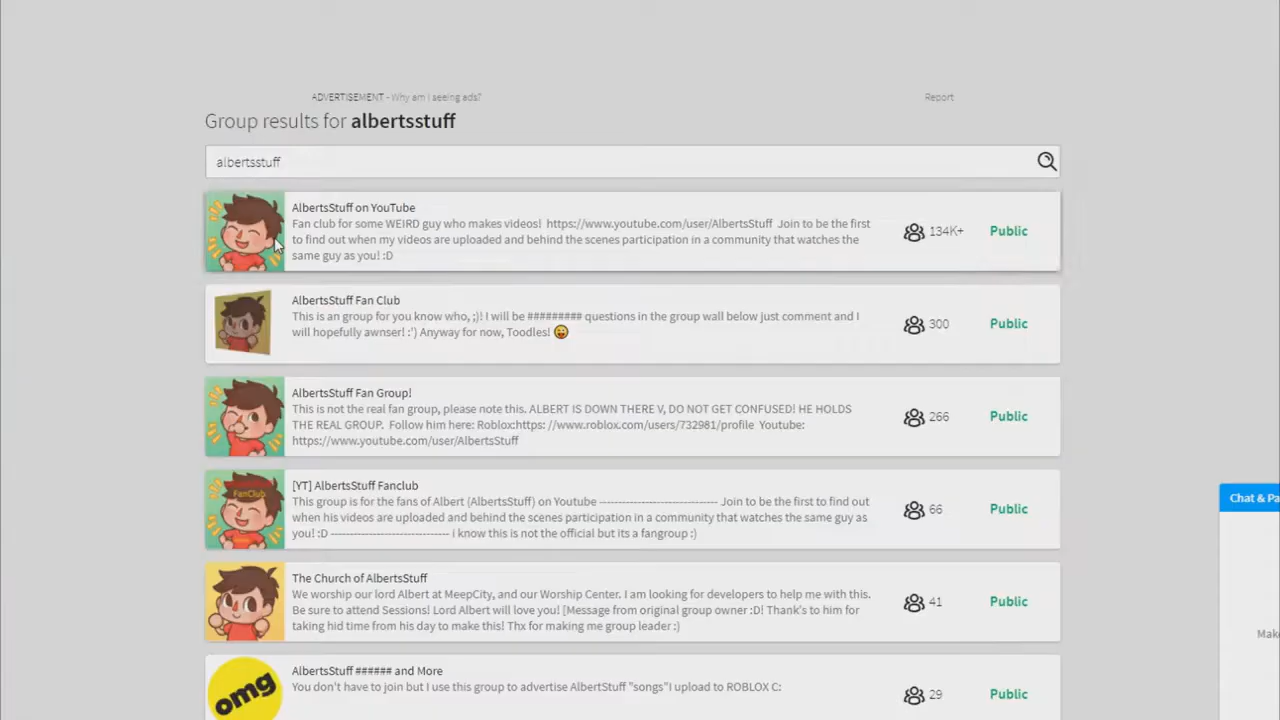 ADVERTISEMENT - Why am I seeing ads?
Report
Group results for albertsstuff
albertsstuff
AlbertsStuff on YouTube
Fan club for some WEIRD guy who makes videos! https://www.youtube.com/user/AlbertsStuff Join to be the first
to find out when my videos are uploaded and behind the scenes participation in a community that watches the
same guy as you! :D
134K+
Public
AlbertsStuff Fan Club
This is an group for you know who, ;)! I will be ######### questions in the group wall below just comment and I
will hopefully awnser! :') Anyway for now, Toodles! 😜
300
Public
AlbertsStuff Fan Group!
This is not the real fan group, please note this. ALBERT IS DOWN THERE V, DO NOT GET CONFUSED! HE HOLDS
THE REAL GROUP. Follow him here: Roblox:https: //www.roblox.com/users/732981/profile Youtube:
https://www.youtube.com/user/AlbertsStuff
266
Public
FanClub
[YT] AlbertsStuff Fanclub
This group is for the fans of Albert (AlbertsStuff) on Youtube ------------------------------- Join to be the first to find out
when his videos are uploaded and behind the scenes participation in a community that watches the same guy as
you! :D ------------------------------- i know this is not the official but its a fangroup :)
66
Public
The Church of AlbertsStuff
We worship our lord Albert at MeepCity, and our Worship Center. I am looking for developers to help me with this.
Be sure to attend Sessions! Lord Albert will love you! [Message from original group owner :D! Thank's to him for
taking hid time from his day to make this! Thx for making me group leader :)
41
Public
omg
AlbertsStuff ###### and More
You don't have to join but I use this group to advertise AlbertStuff "songs"I upload to ROBLOX C:
29
Public
Chat & Pa
Make